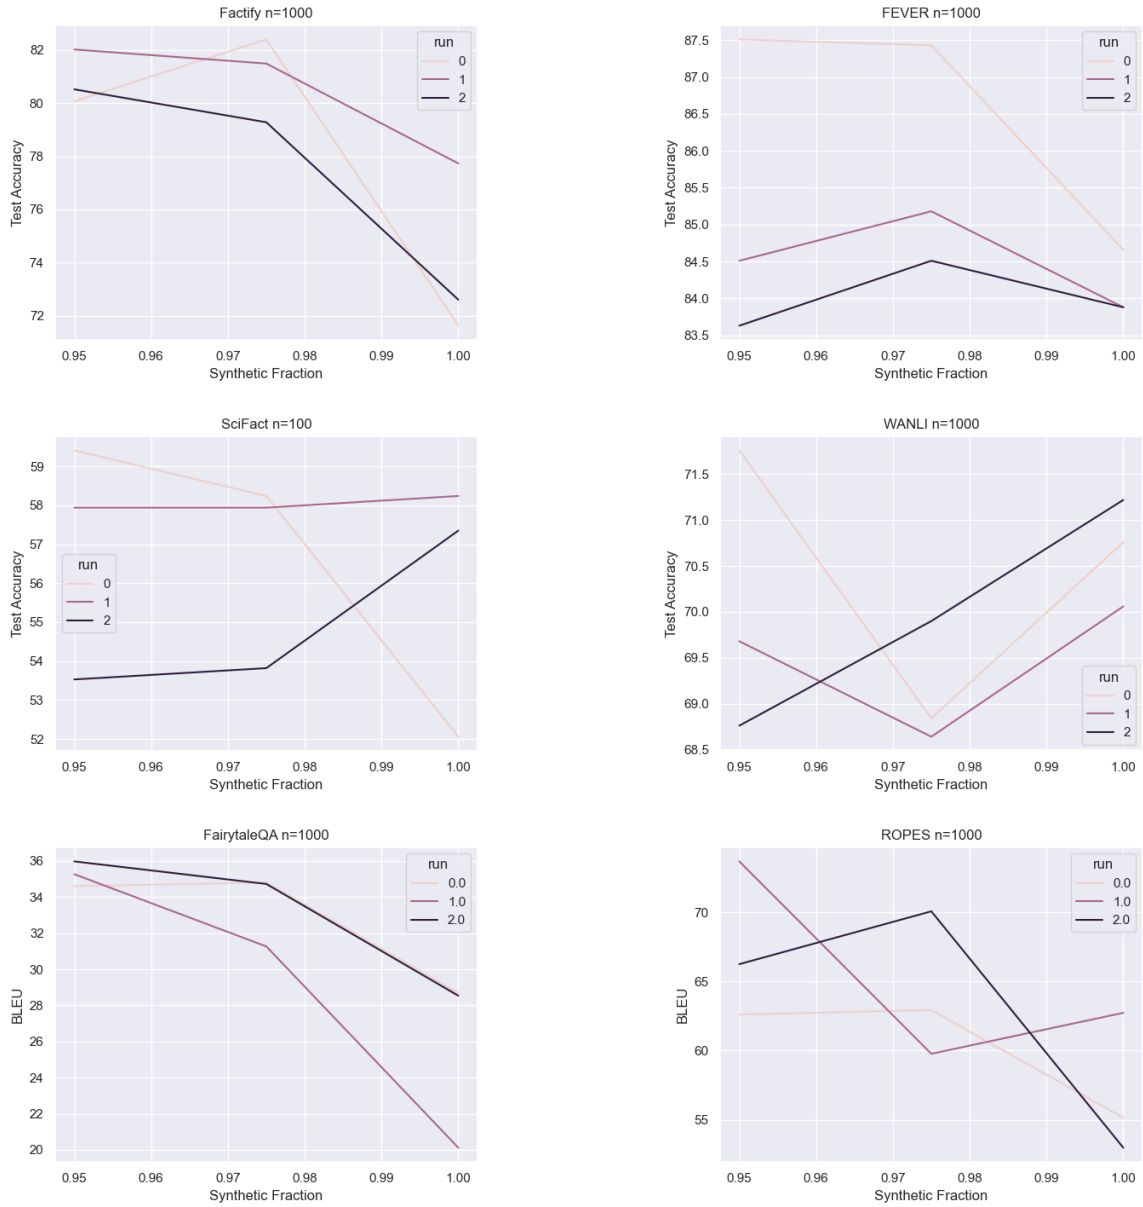 Factify n=1000
Test Accuracy
82
80
78
76
74
72
run
0
1
2
0.95 0.96 0.97 0.98 0.99 1.00
Synthetic Fraction
FEVER n=1000
Test Accuracy
87.5
87.0
86.5
86.0
85.5
85.0
84.5
84.0
83.5
run
0
1
2
0.95 0.96 0.97 0.98 0.99 1.00
Synthetic Fraction
SciFact n=100
Test Accuracy
59
58
57
56
55
54
53
52
run
0
1
2
0.95 0.96 0.97 0.98 0.99 1.00
Synthetic Fraction
WANLI n=1000
Test Accuracy
71.5
71.0
70.5
70.0
69.5
69.0
68.5
run
0
1
2
0.95 0.96 0.97 0.98 0.99 1.00
Synthetic Fraction
FairytaleQA n=1000
BLEU
36
34
32
30
28
26
24
22
20
run
0.0
1.0
2.0
0.95 0.96 0.97 0.98 0.99 1.00
Synthetic Fraction
ROPES n=1000
BLEU
70
65
60
55
run
0.0
1.0
2.0
0.95 0.96 0.97 0.98 0.99 1.00
Synthetic Fraction